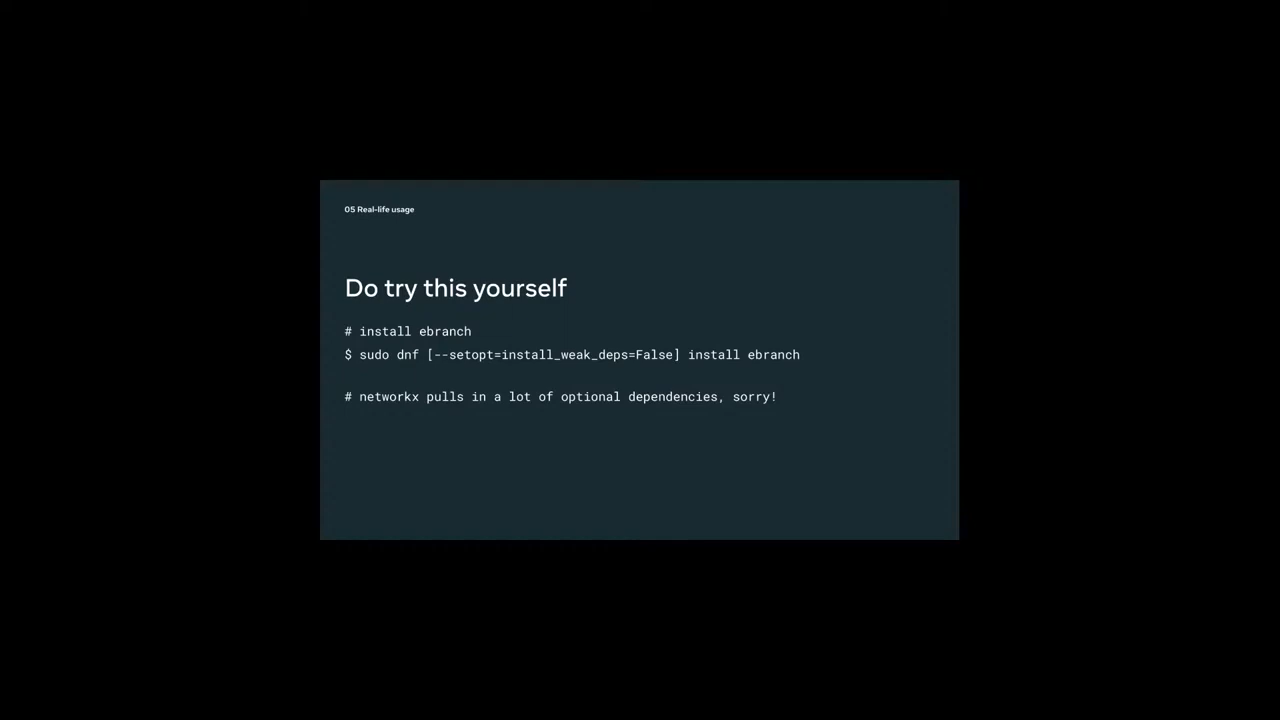 05 Real-life usage
Do try this yourself
# install ebranch
$ sudo dnf [--setopt=install_weak_deps=False] install ebranch
# networkx pulls in a lot of optional dependencies, sorry!